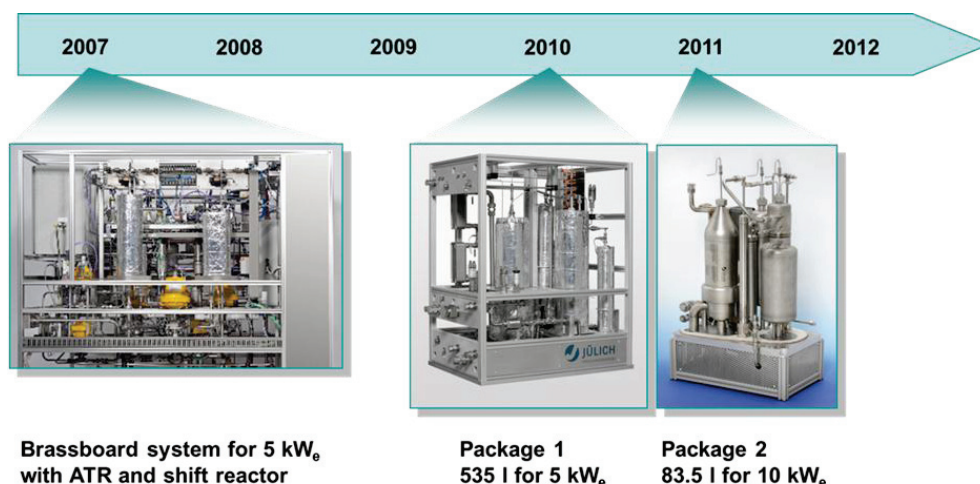 2007 2008 2009 2010 2011 2012
JÜLICH
Brassboard system for 5 kWe
with ATR and shift reactor
Package 1
535 l for 5 kWe
Package 2
83.5 l for 10 kWe